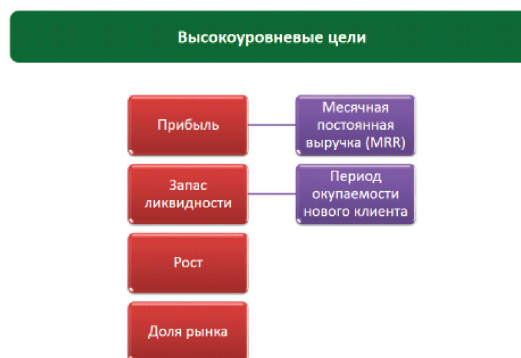 Высокоуровневые цели
Прибыль
Месячная
постоянная
выручка (MRR)
Запас
ликвидности
Период
окупаемости
нового клиента
Рост
Доля рынка